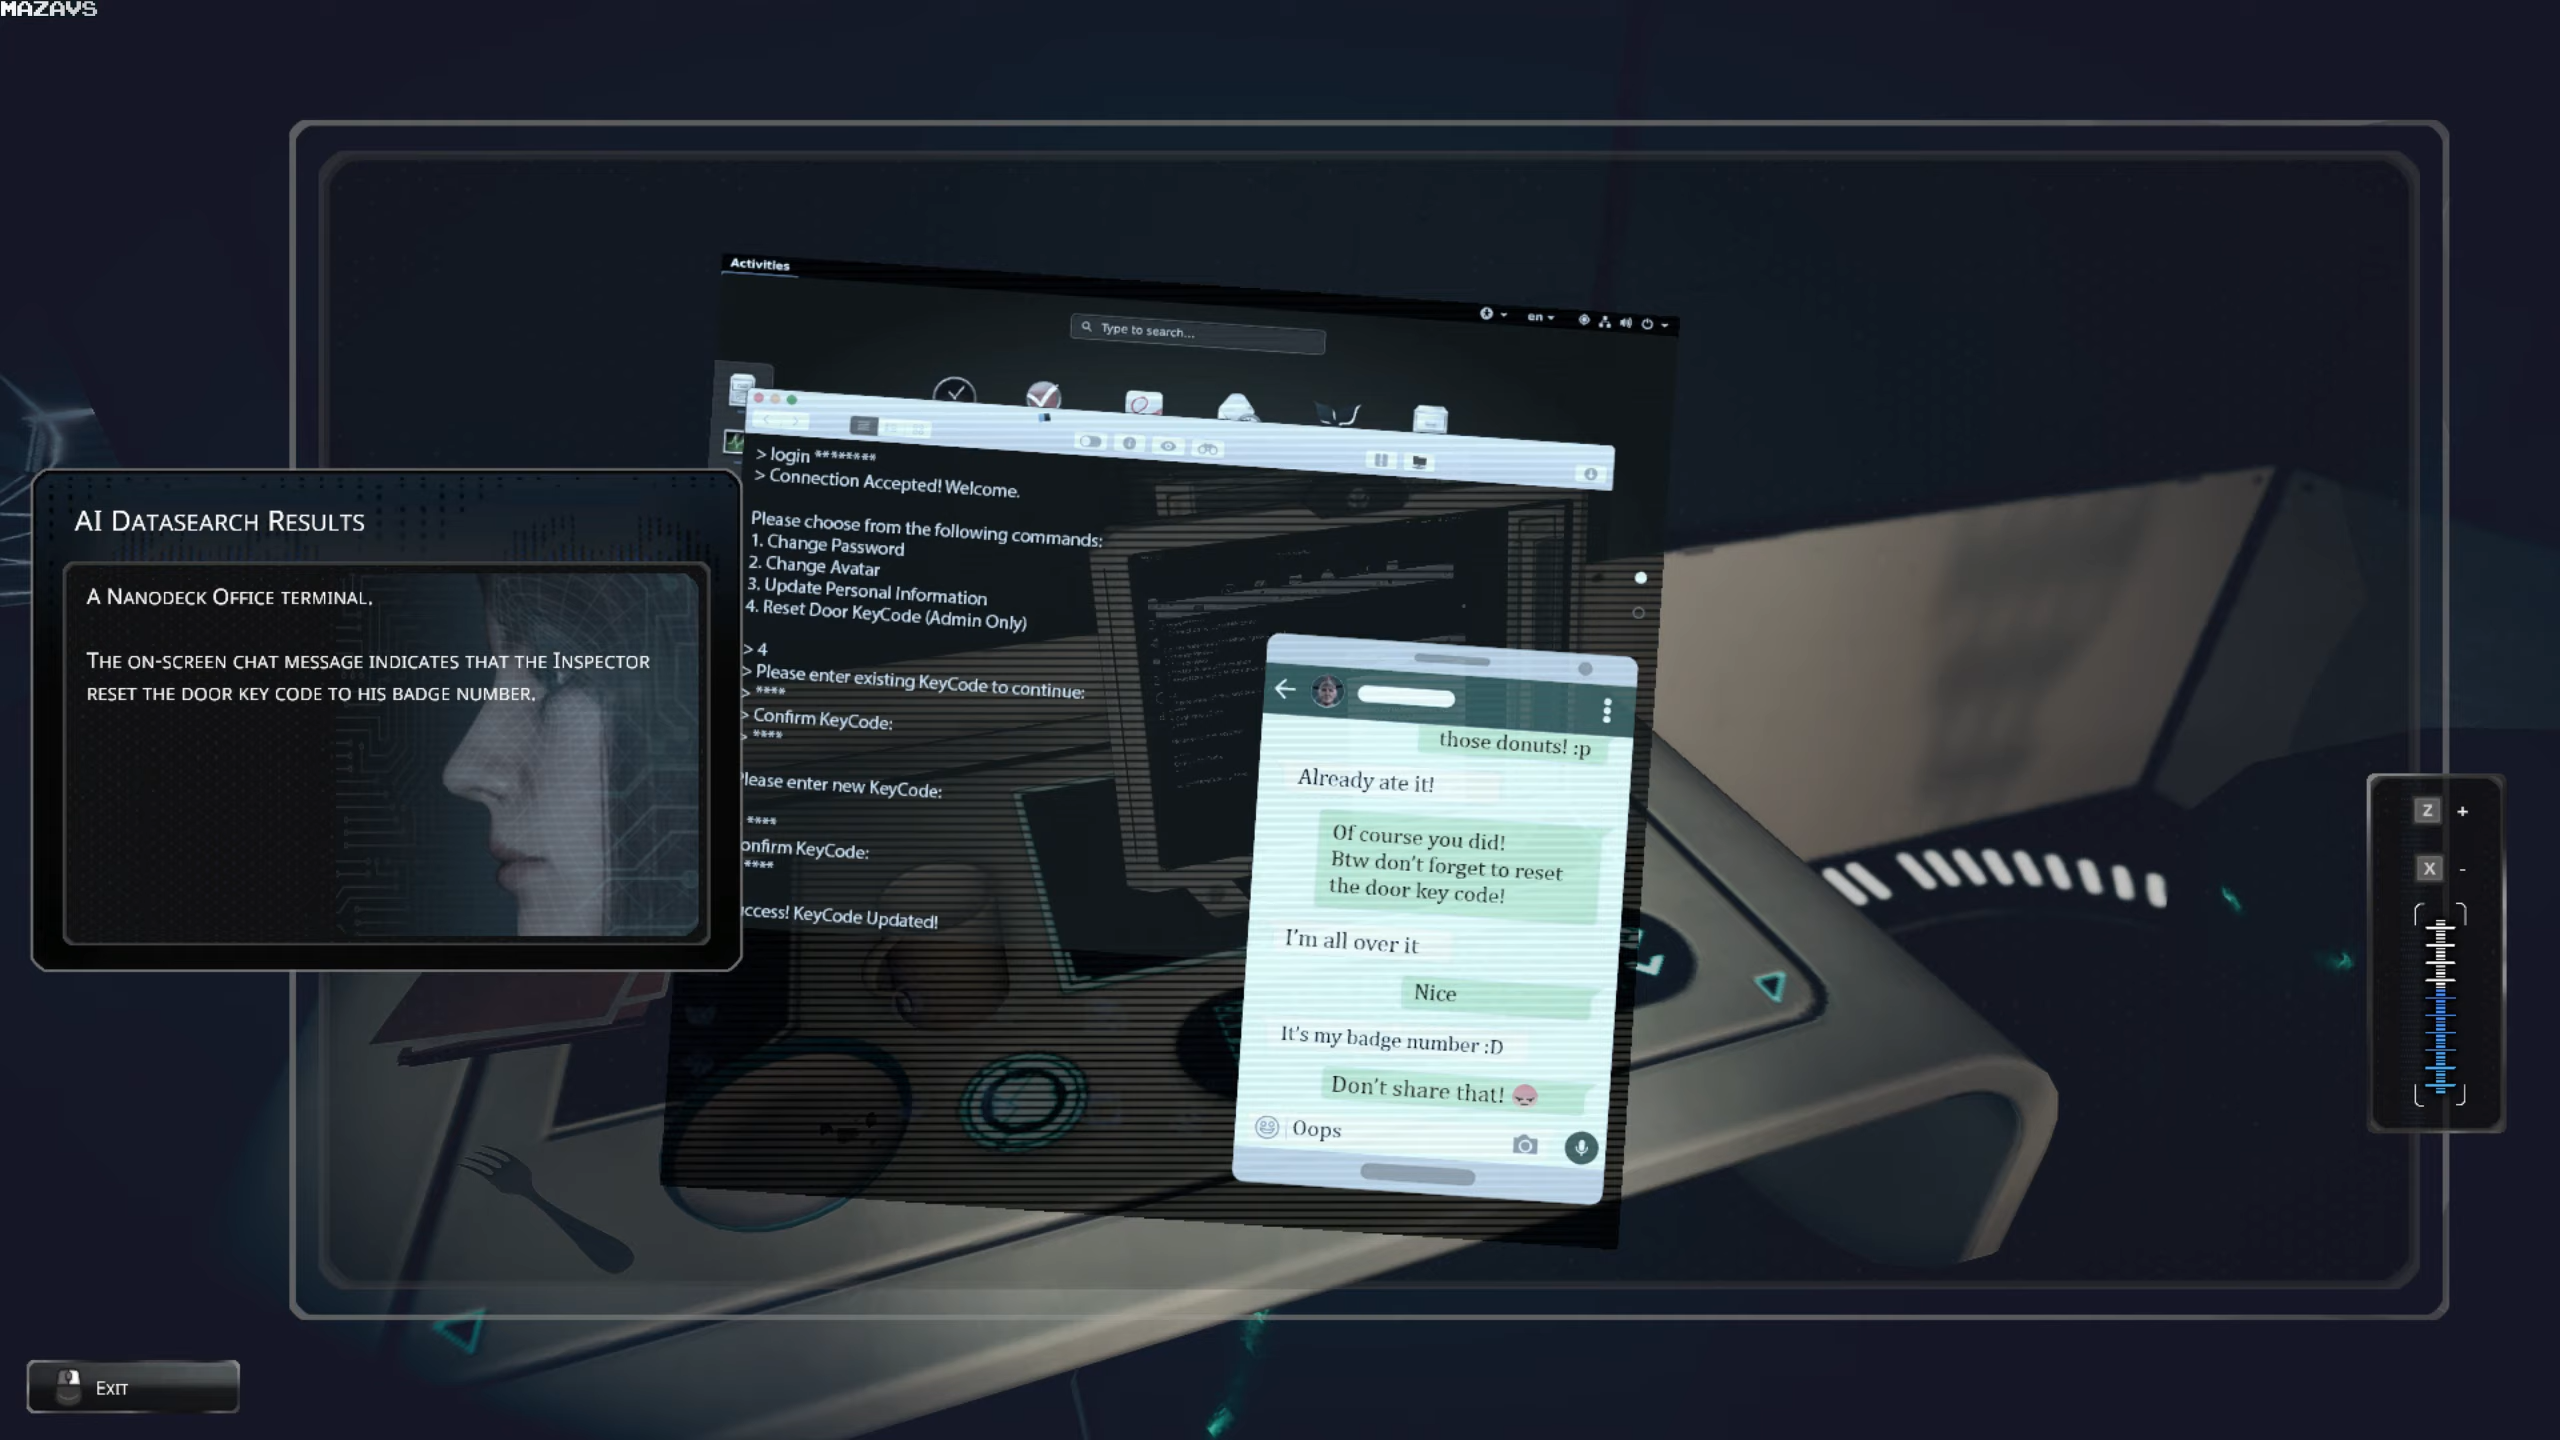 MAZAVS
Activities
en
Type to search...
> login ********
> Connection Accepted! Welcome.
Please choose from the following commands:
1. Change Password
2. Change Avatar
3. Update Personal Information
4. Reset Door KeyCode (Admin Only)
> 4
> Please enter existing KeyCode to continue:
> ****
> Confirm KeyCode:
> ****
lease enter new KeyCode:
****
onfirm KeyCode:
****
ccess! KeyCode Updated!
AI DATASEARCH RESULTS
A NANODECK OFFICE TERMINAL.
THE ON-SCREEN CHAT MESSAGE INDICATES THAT THE INSPECTOR
RESET THE DOOR KEY CODE TO HIS BADGE NUMBER.
those donuts! :p
Already ate it!
Of course you did!
Btw don't forget to reset
the door key code!
I'm all over it
Nice
It's my badge number :D
Don't share that!
Oops
Z +
X -
EXIT